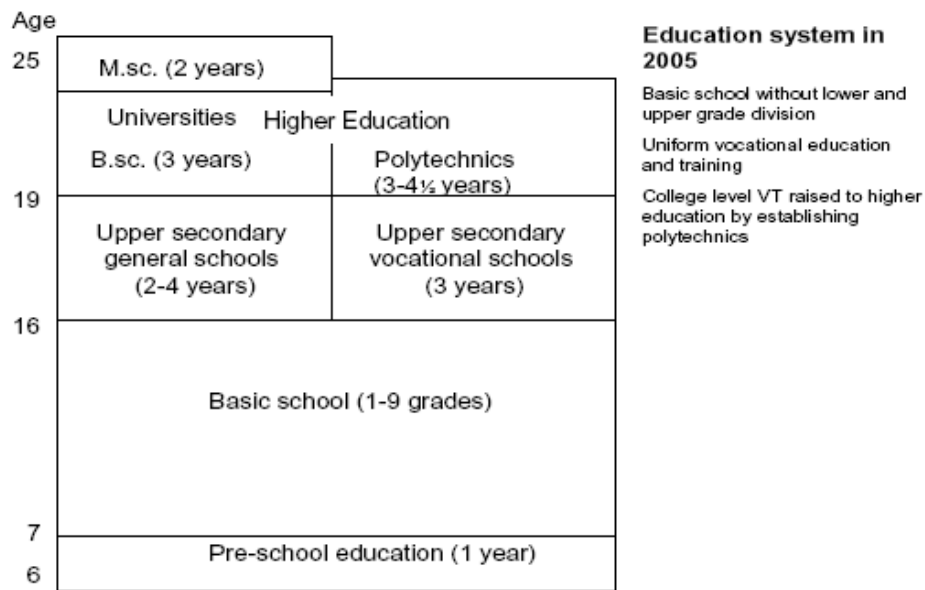 Age
25
M.sc. (2 years)
Universities
Higher Education
B.sc. (3 years)
Polytechnics
(3-4½ years)
19
Upper secondary
general schools
(2-4 years)
Upper secondary
vocational schools
(3 years)
16
Basic school (1-9 grades)
7
Pre-school education (1 year)
6
Education system in
2005
Basic school without lower and
upper grade division
Uniform vocational education
and training
College level VT raised to higher
education by establishing
polytechnics